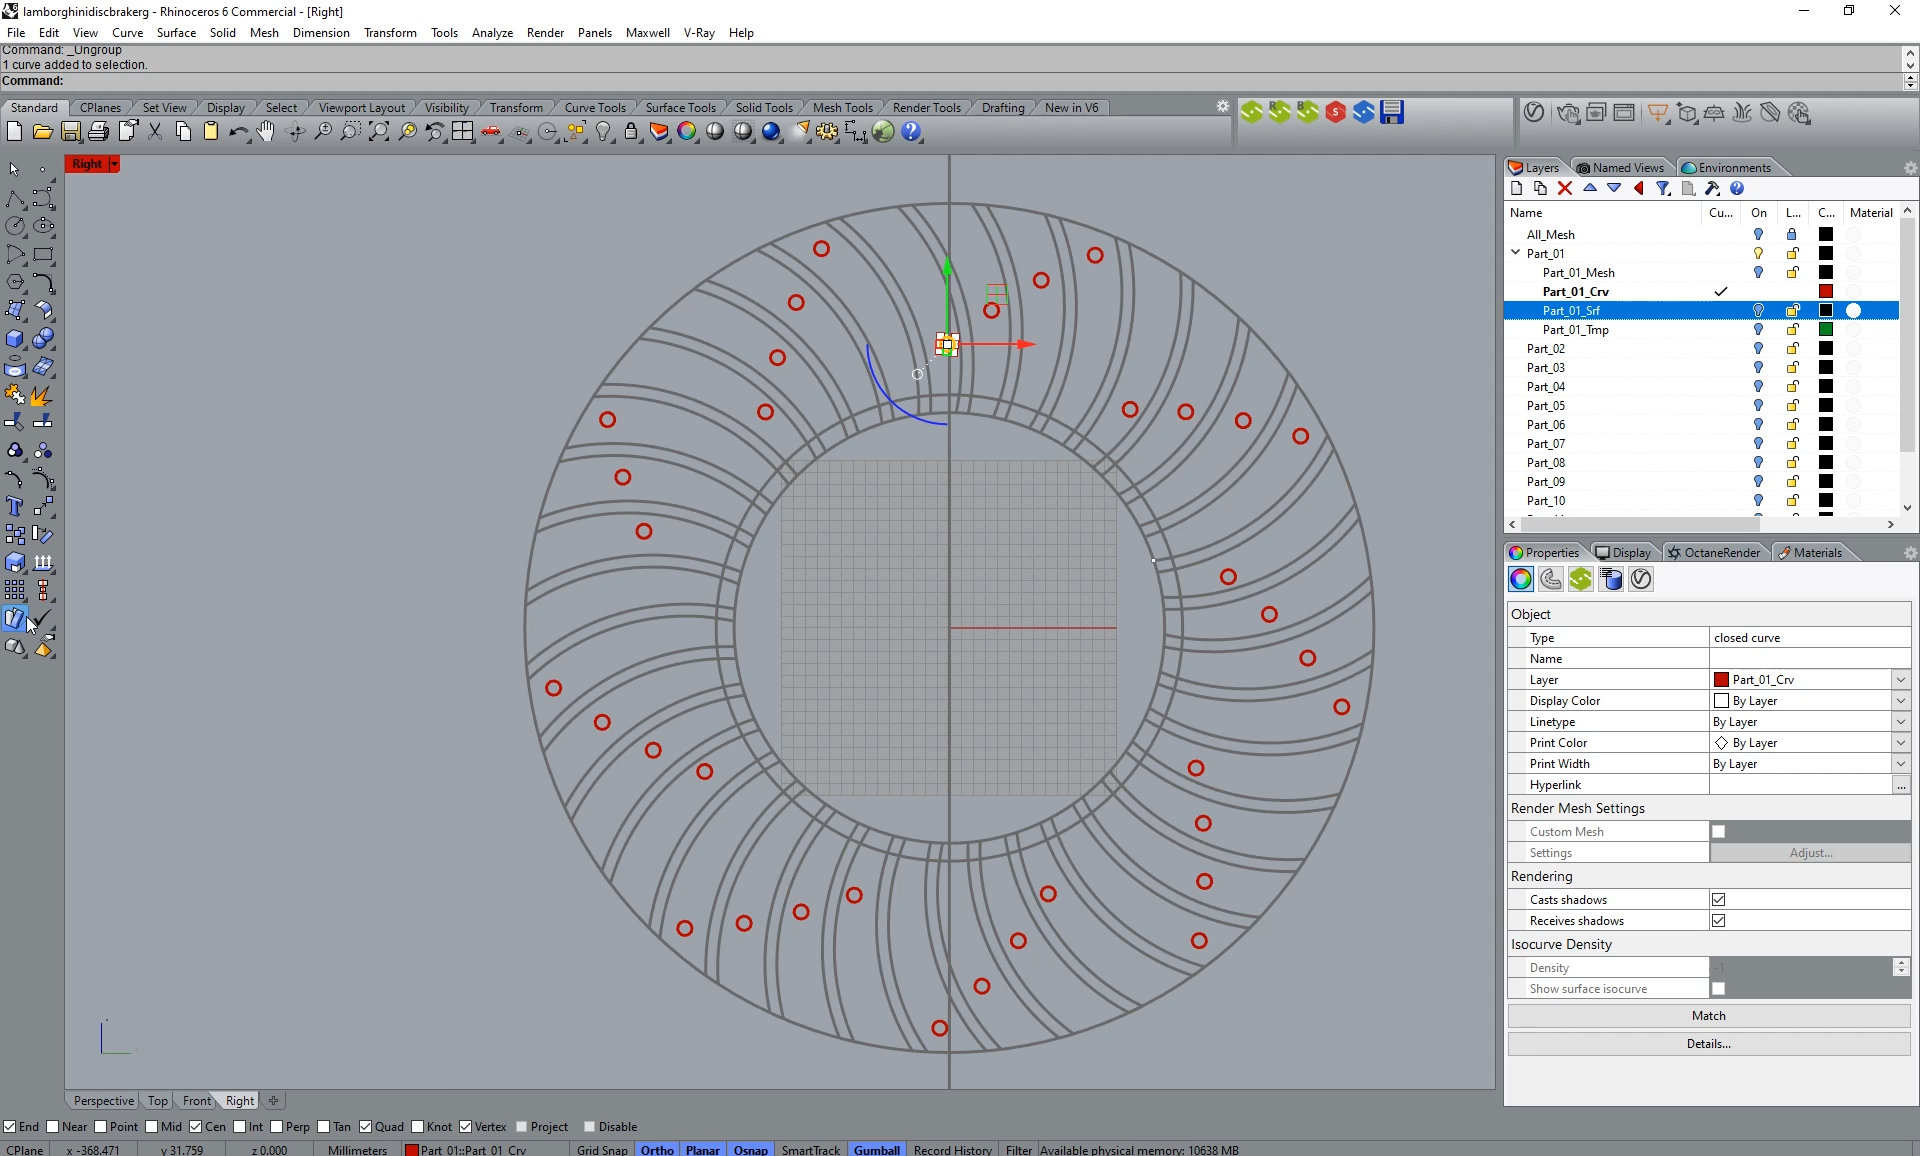 lamborghinidiscbrakerg - Rhinoceros 6 Commercial - [Right]
File Edit View Curve Surface Solid Mesh Dimension Transform Tools Analyze Render Panels Maxwell V-Ray Help
Command: _Ungroup
1 curve added to selection.
Command:
Standard CPlanes Set View Display Select Viewport Layout Visibility Transform Curve Tools Surface Tools Solid Tools Mesh Tools Render Tools Drafting New in V6
Right
Layers Named Views Environments
Name Cu... On L... C... Material
All_Mesh
Part_01
Part_01_Mesh
Part_01_Crv
Part_01_Srf
Part_01_Tmp
Part_02
Part_03
Part_04
Part_05
Part_06
Part_07
Part_08
Part_09
Part_10
Properties Display OctaneRender Materials
Object
Type closed curve
Name
Layer Part_01_Crv
Display Color By Layer
Linetype By Layer
Print Color By Layer
Print Width By Layer
Hyperlink ...
Render Mesh Settings
Custom Mesh
Settings Adjust...
Rendering
Casts shadows
Receives shadows
Isocurve Density
Density -1
Show surface isocurve
Match
Details...
Perspective Top Front Right
End Near Point Mid Cen Int Perp Tan Quad Knot Vertex Project Disable
CPlane x -368.471 y 31.759 z 0.000 Millimeters Part_01::Part_01_Crv Grid Snap Ortho Planar Osnap SmartTrack Gumball Record History Filter Available physical memory: 10638 MB